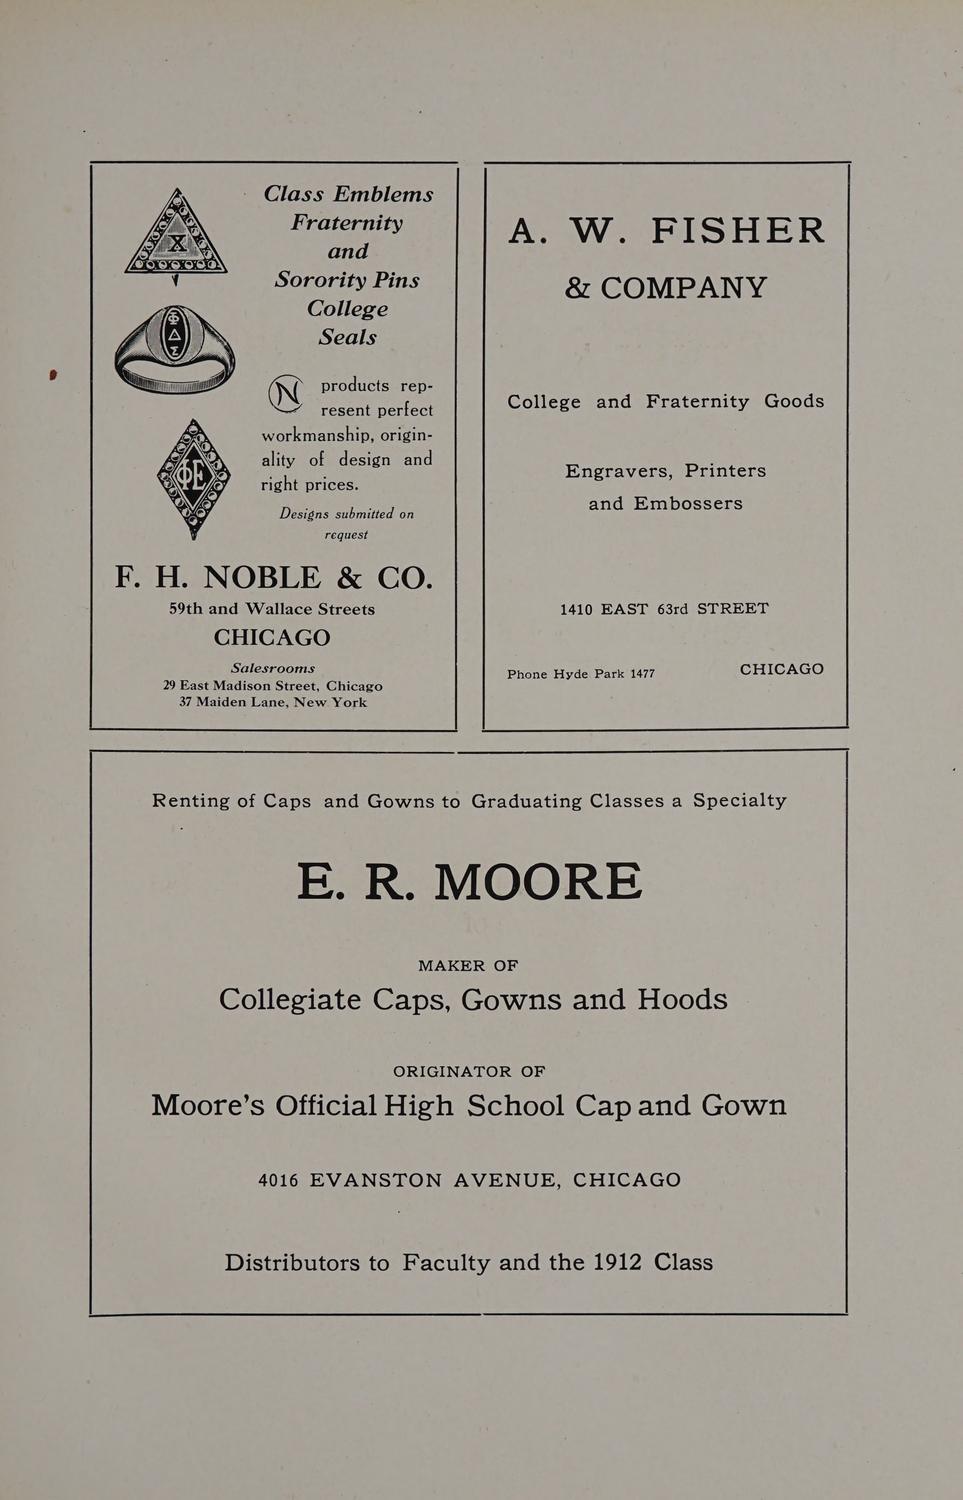 Class Emblems
Fraternity
and
Sorority Pins
College
Seals
X
Φ
Δ
Σ
ΦE
N products rep-
resent perfect
workmanship, origin-
ality of design and
right prices.
Designs submitted on
request
F. H. NOBLE & CO.
59th and Wallace Streets
CHICAGO
Salesrooms
29 East Madison Street, Chicago
37 Maiden Lane, New York
A. W. FISHER
& COMPANY
College and Fraternity Goods
Engravers, Printers
and Embossers
1410 EAST 63rd STREET
Phone Hyde Park 1477 CHICAGO
Renting of Caps and Gowns to Graduating Classes a Specialty
E. R. MOORE
MAKER OF
Collegiate Caps, Gowns and Hoods
ORIGINATOR OF
Moore's Official High School Cap and Gown
4016 EVANSTON AVENUE, CHICAGO
Distributors to Faculty and the 1912 Class